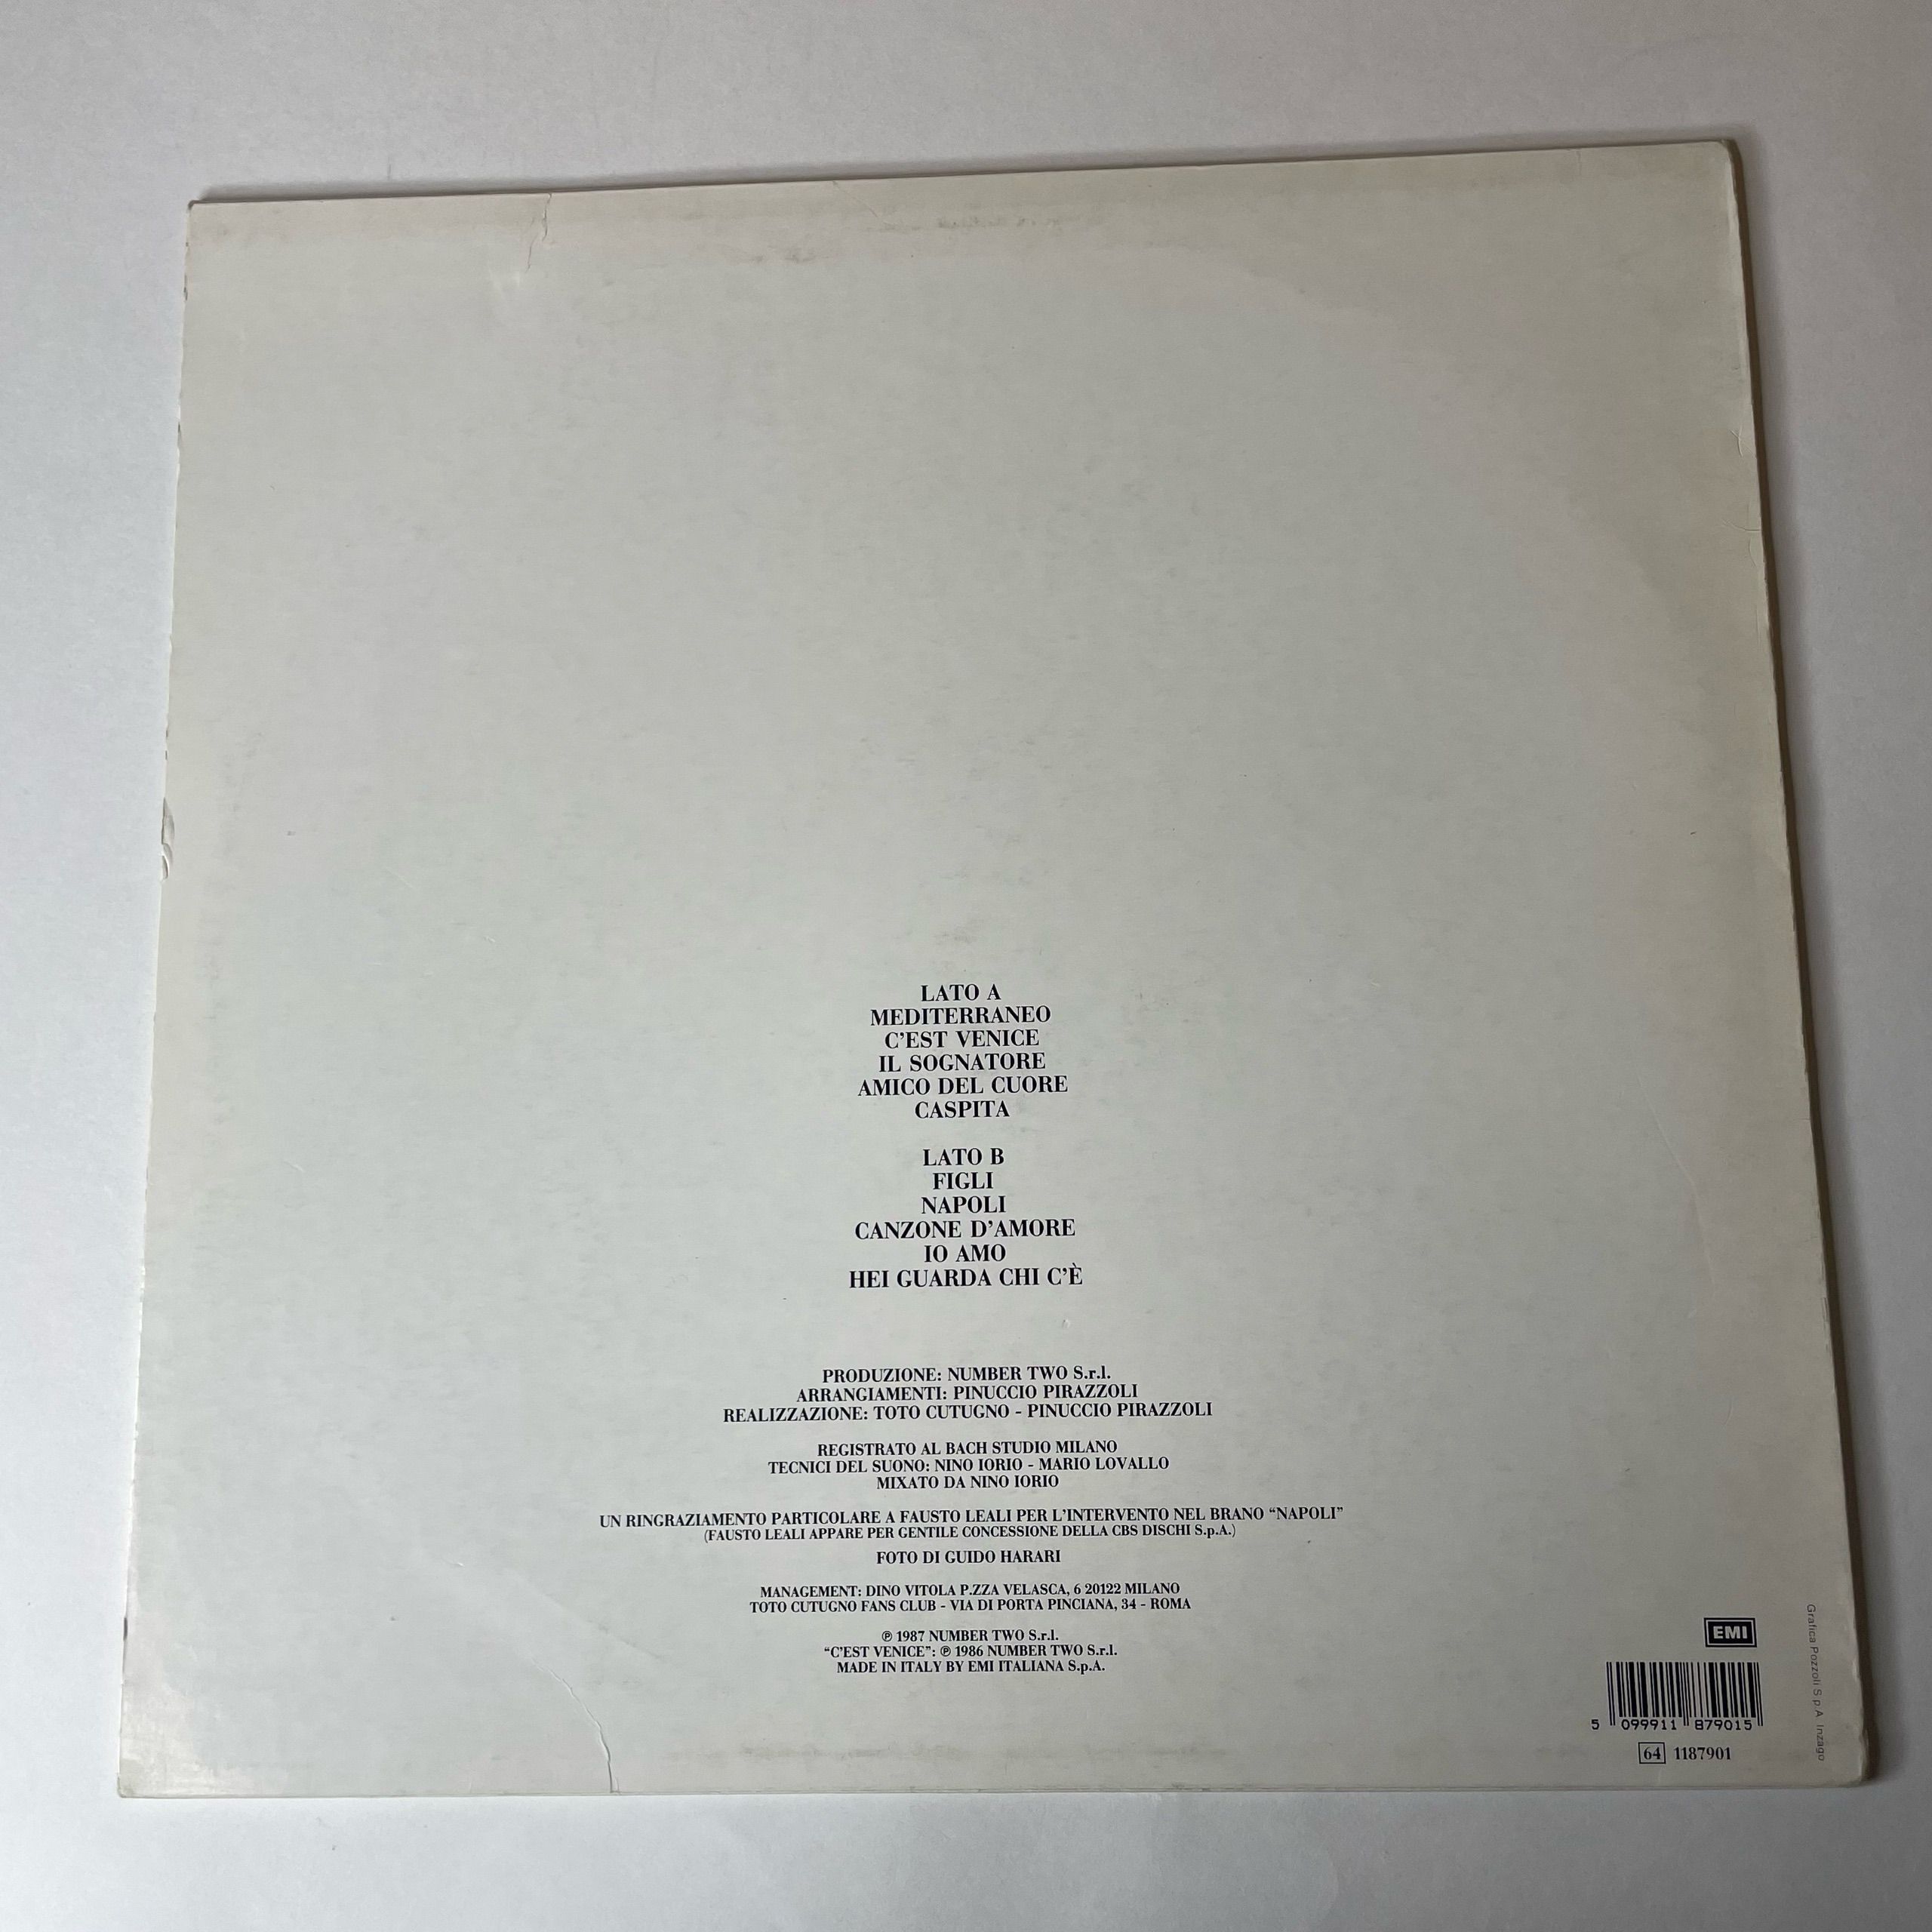 LATO A
MEDITERRANEO
C'EST VENICE
IL SOGNATORE
AMICO DEL CUORE
CASPITA
LATO B
FIGLI
NAPOLI
CANZONE D'AMORE
IO AMO
HEI GUARDA CHI C'È
PRODUZIONE: NUMBER TWO S.r.l.
ARRANGIAMENTI: PINUCCIO PIRAZZOLI
REALIZZAZIONE: TOTO CUTUGNO - PINUCCIO PIRAZZOLI
REGISTRATO AL BACH STUDIO MILANO
TECNICI DEL SUONO: NINO IORIO - MARIO LOVALLO
MIXATO DA NINO IORIO
UN RINGRAZIAMENTO PARTICOLARE A FAUSTO LEALI PER L'INTERVENTO NEL BRANO “NAPOLI”
(FAUSTO LEALI APPARE PER GENTILE CONCESSIONE DELLA CBS DISCHI S.p.A.)
FOTO DI GUIDO HARARI
MANAGEMENT: DINO VITOLA P.ZZA VELASCA, 6 20122 MILANO
TOTO CUTUGNO FANS CLUB - VIA DI PORTA PINCIANA, 34 - ROMA
℗ 1987 NUMBER TWO S.r.l.
“C'EST VENICE”: ℗ 1986 NUMBER TWO S.r.l.
MADE IN ITALY BY EMI ITALIANA S.p.A.
EMI
5 099911 879015
64 1187901
Grafica Pozzoli S.p.A. Inzago